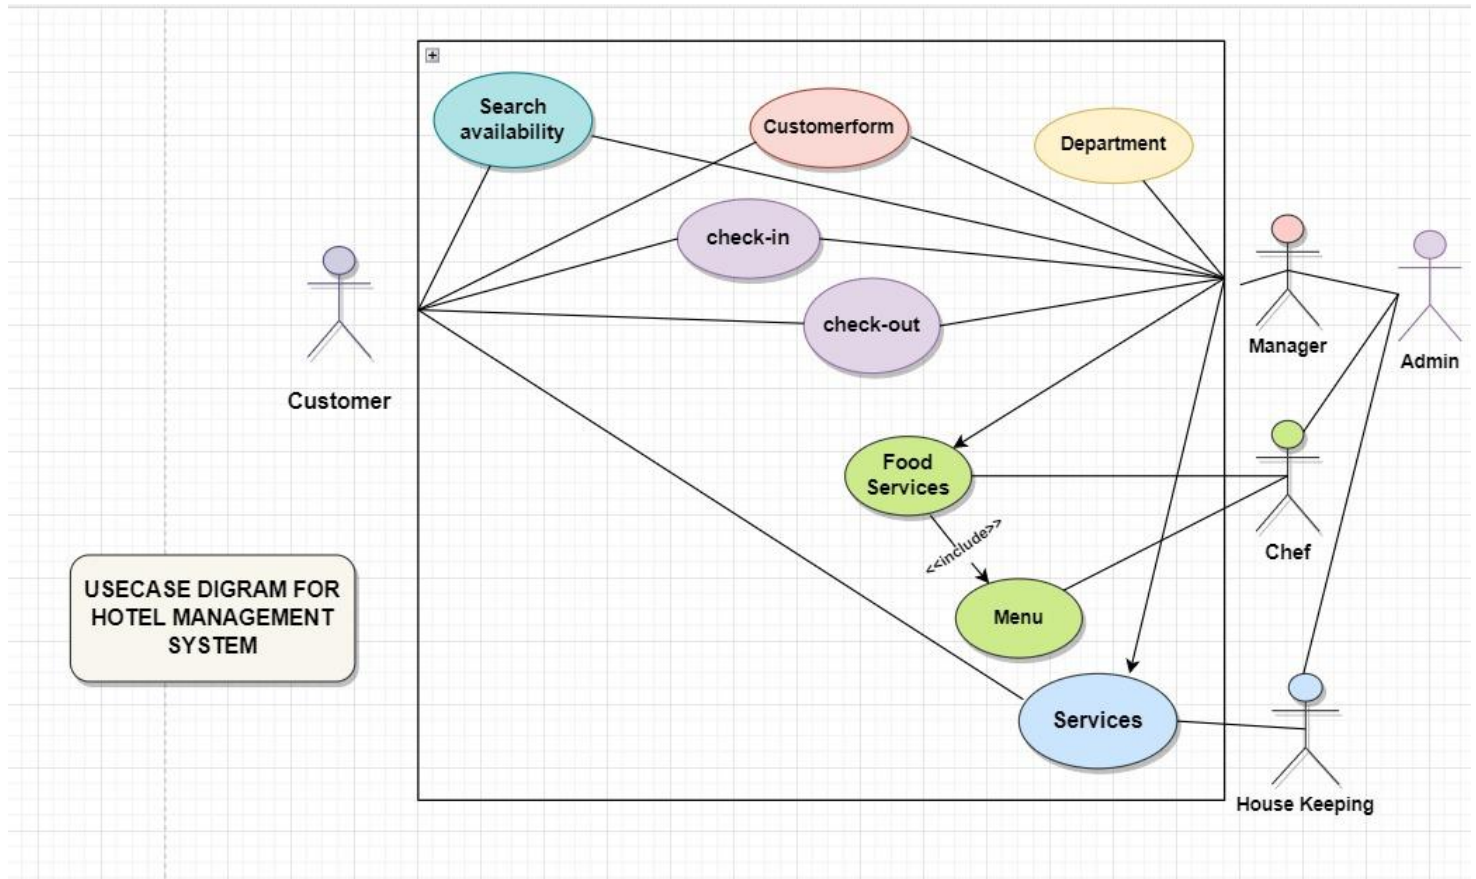 Search
availability
Customerform
Department
check-in
check-out
Manager
Admin
Customer
Food
Services
<<include>>
Chef
USECASE DIGRAM FOR
HOTEL MANAGEMENT
SYSTEM
Menu
Services
House Keeping